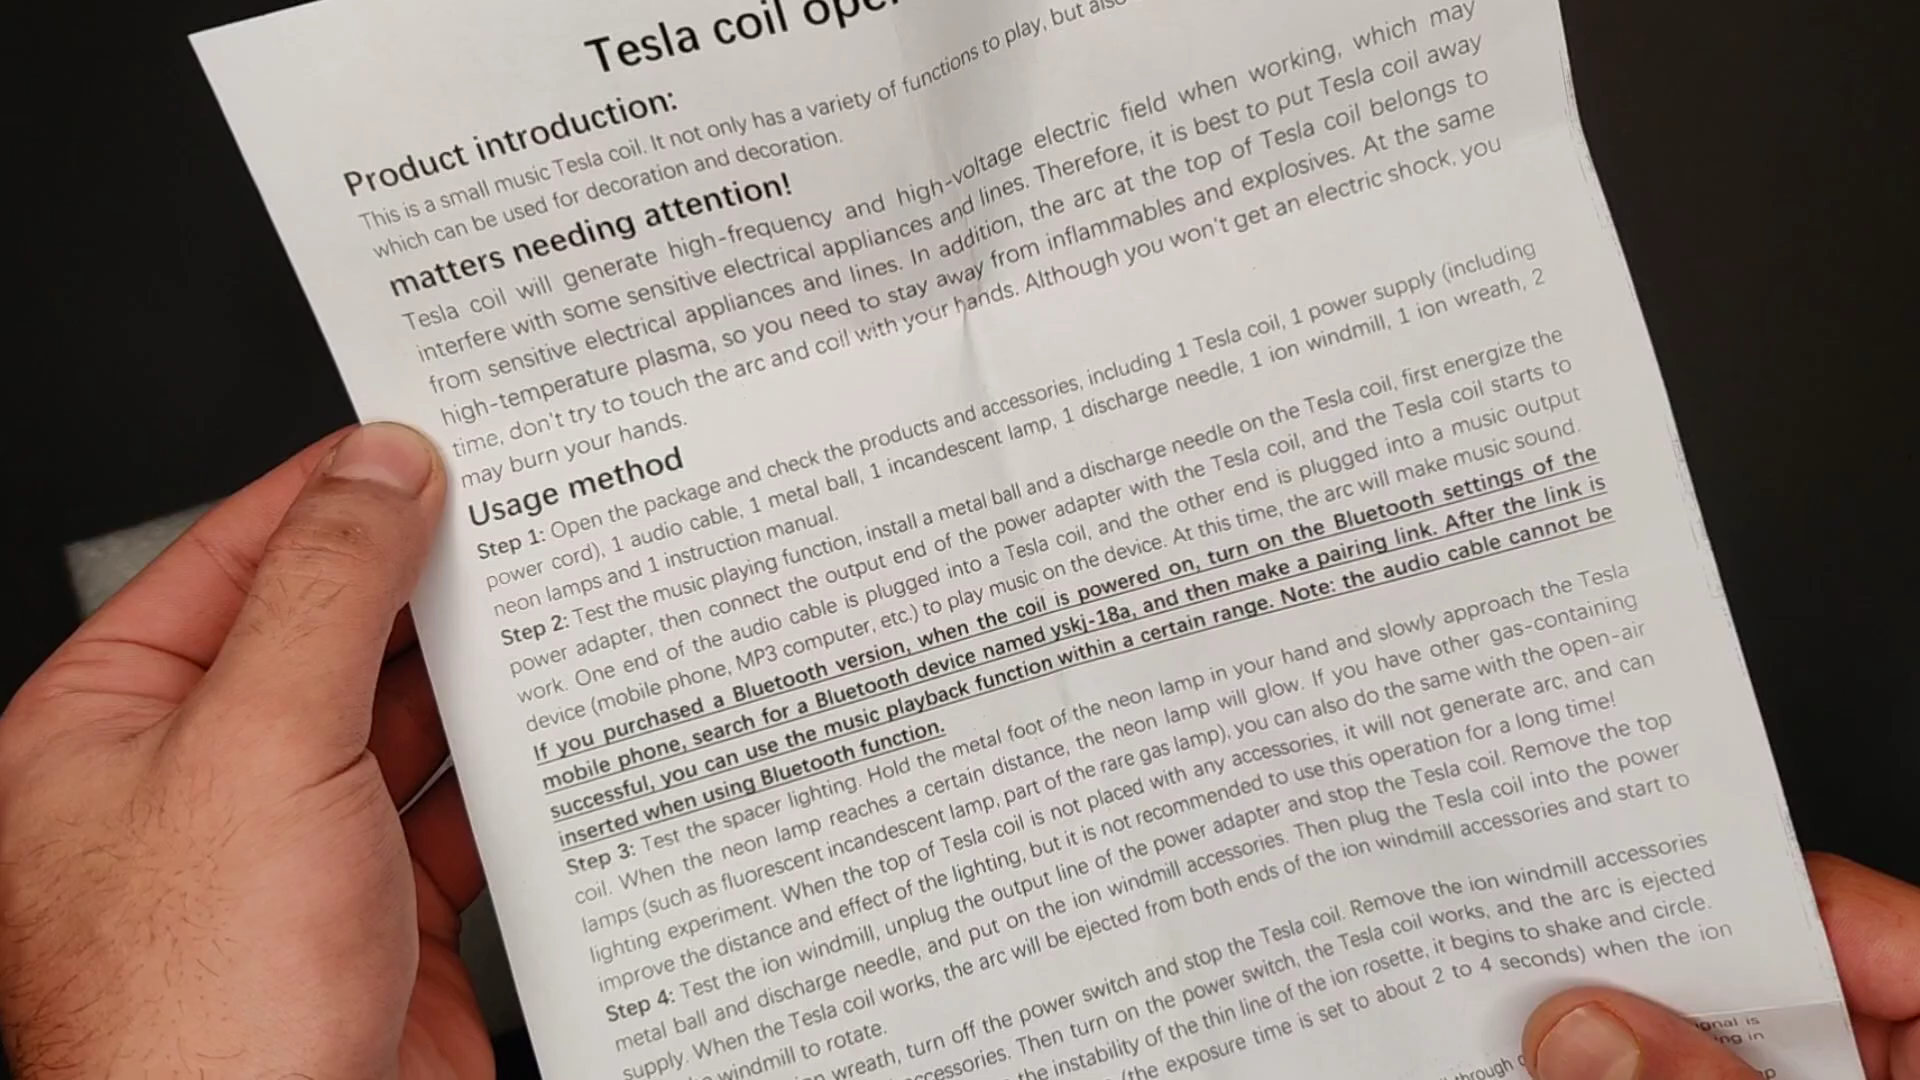 Tesla coil
Product introduction:
This is a small music Tesla coil. It not only has a variety of functions to play, but also
which can be used for decoration and decoration.
matters needing attention!
Tesla coil will generate high-frequency and high-voltage electric field when working, which may
interfere with some sensitive electrical appliances and lines. Therefore, it is best to put Tesla coil away
from sensitive electrical appliances and lines. In addition, the arc at the top of Tesla coil belongs to
high-temperature plasma, so you need to stay away from inflammables and explosives. At the same
time, don't try to touch the arc and coil with your hands. Although you won't get an electric shock, you
may burn your hands.
Usage method
Step 1: Open the package and check the products and accessories, including 1 Tesla coil, 1 power supply (including
power cord), 1 audio cable, 1 metal ball, 1 incandescent lamp, 1 discharge needle, 1 ion windmill, 1 ion wreath, 2
neon lamps and 1 instruction manual.
Step 2: Test the music playing function, install a metal ball and a discharge needle on the Tesla coil, first energize the
power adapter, then connect the output end of the power adapter with the Tesla coil, and the Tesla coil starts to
work. One end of the audio cable is plugged into a Tesla coil, and the other end is plugged into a music output
device (mobile phone, MP3 computer, etc.) to play music on the device. At this time, the arc will make music sound.
If you purchased a Bluetooth version, when the coil is powered on, turn on the Bluetooth settings of the
mobile phone, search for a Bluetooth device named yskj-18a, and then make a pairing link. After the link is
successful, you can use the music playback function within a certain range. Note: the audio cable cannot be
inserted when using Bluetooth function.
Step 3: Test the spacer lighting. Hold the metal foot of the neon lamp in your hand and slowly approach the Tesla
coil. When the neon lamp reaches a certain distance, the neon lamp will glow. If you have other gas-containing
lamps (such as fluorescent incandescent lamp, part of the rare gas lamp), you can also do the same with the open-air
lighting experiment. When the top of Tesla coil is not placed with any accessories, it will not generate arc, and can
improve the distance and effect of the lighting, but it is not recommended to use this operation for a long time!
Step 4: Test the ion windmill, unplug the output line of the power adapter and stop the Tesla coil. Remove the top
metal ball and discharge needle, and put on the ion windmill accessories. Then plug the Tesla coil into the power
supply. When the Tesla coil works, the arc will be ejected from both ends of the ion windmill accessories and start to
windmill to rotate.
wreath, turn off the power switch and stop the Tesla coil. Remove the ion windmill accessories
Then turn on the power switch, the Tesla coil works, and the arc is ejected
the instability of the thin line of the ion rosette, it begins to shake and circle.
(the exposure time is set to about 2 to 4 seconds) when the ion
through
is
in